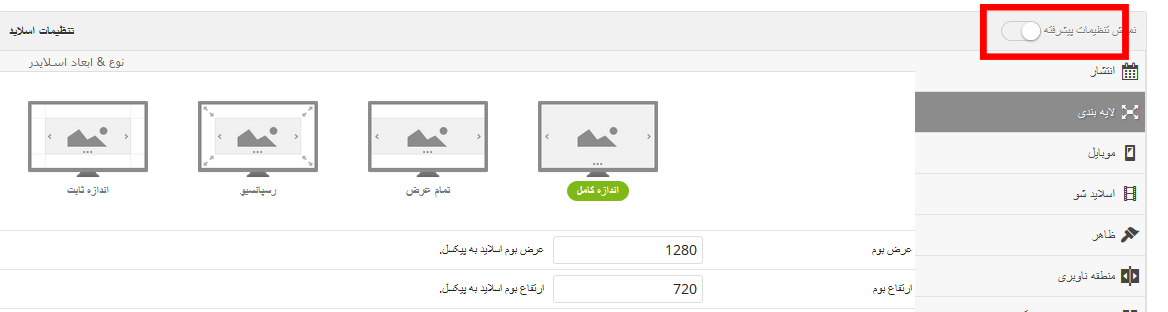 تنظیمات اسلاید
نمایش تنظیمات پیشرفته
نوع & ابعاد اسلایدر
انتشار
لایه بندی
موبایل
اسلاید شو
ظاهر
منطقه ناوبری
اندازه کامل
تمام عرض
رسپانسیو
اندازه ثابت
عرض بوم 1280 عرض بوم اسلاید به پیکسل.
ارتفاع بوم 720 ارتفاع بوم اسلاید به پیکسل.